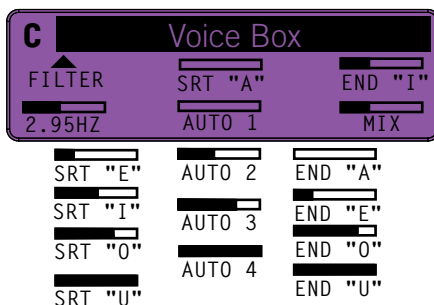 C Voice Box
FILTER SRT "A" END "I"
2.95HZ AUTO 1 MIX
SRT "E" AUTO 2 END "A"
SRT "I" AUTO 3 END "E"
SRT "O" AUTO 4 END "O"
SRT "U" END "U"